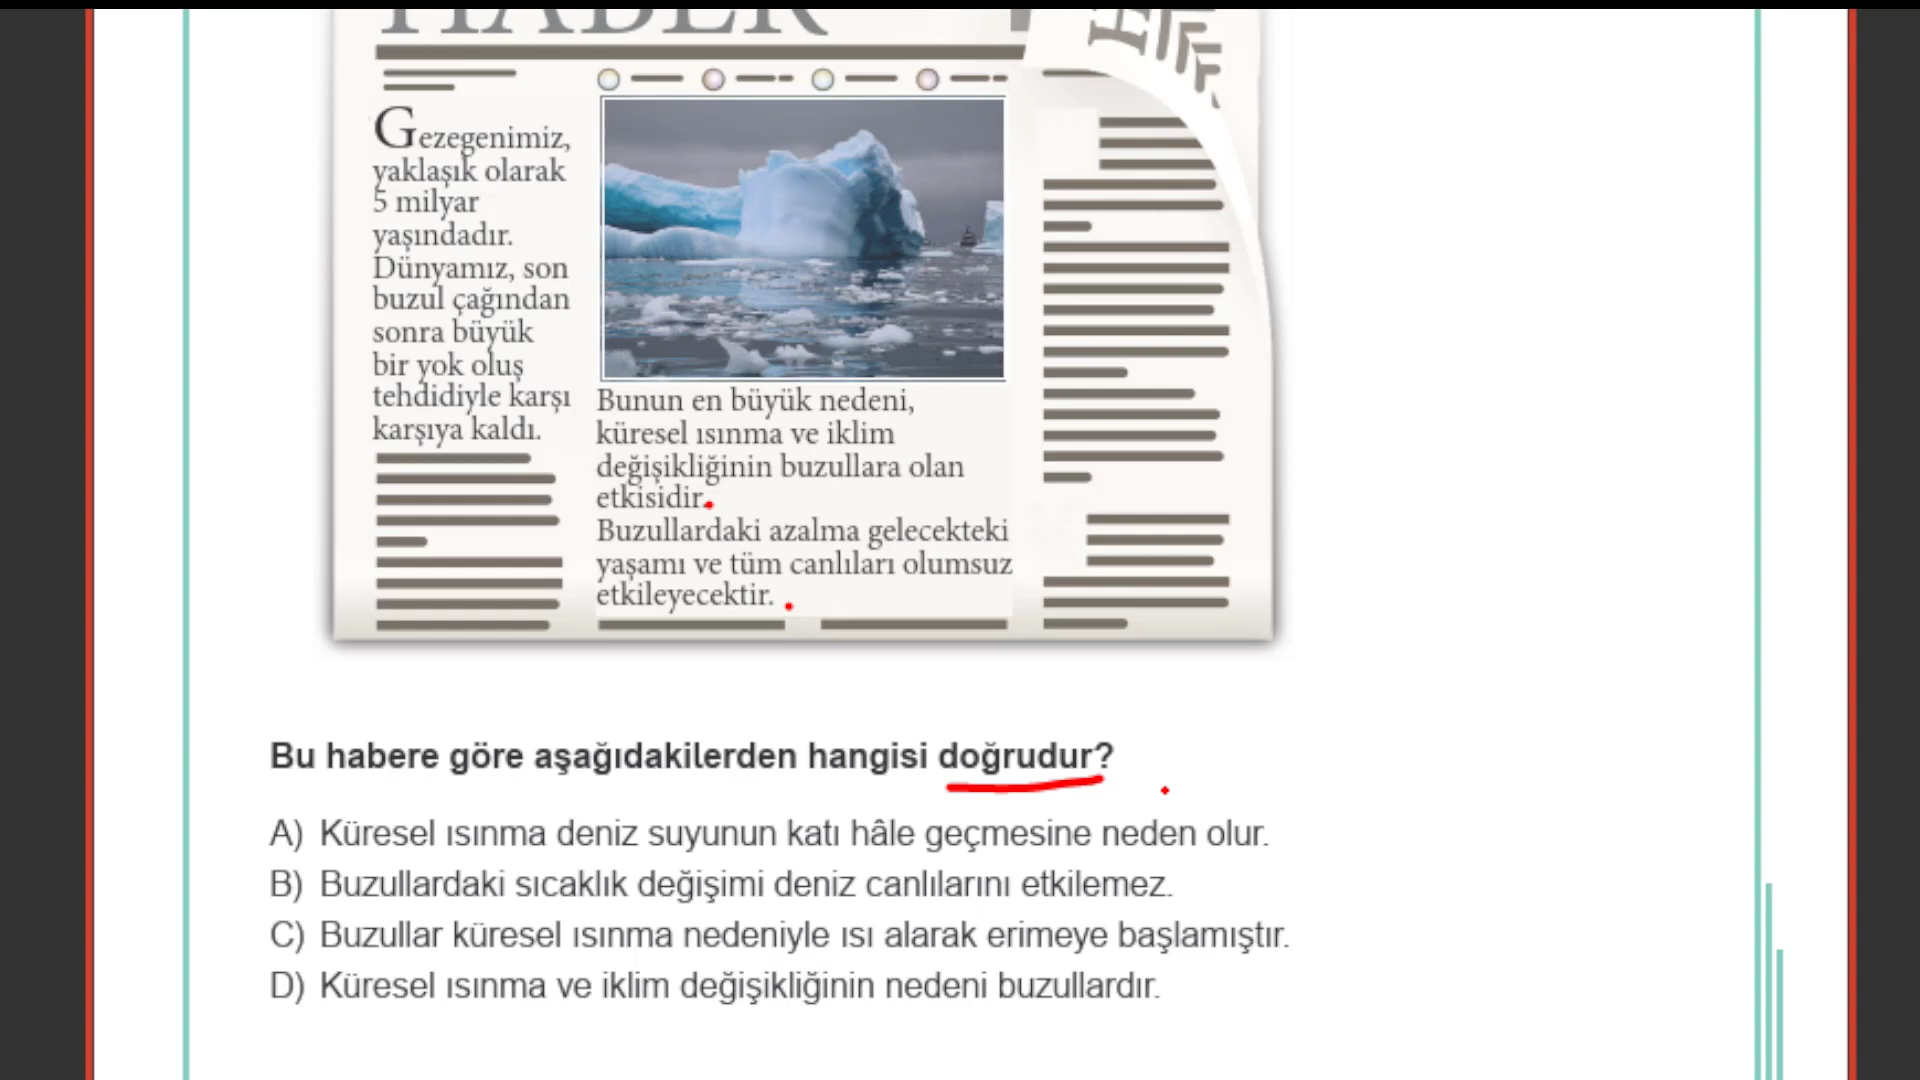 HABER
Gezegenimiz,
yaklaşık olarak
5 milyar
yaşındadır.
Dünyamız, son
buzul çağından
sonra büyük
bir yok oluş
tehdidiyle karşı
karşıya kaldı.
Bunun en büyük nedeni,
küresel ısınma ve iklim
değişikliğinin buzullara olan
etkisidir.
Buzullardaki azalma gelecekteki
yaşamı ve tüm canlıları olumsuz
etkileyecektir.
Bu habere göre aşağıdakilerden hangisi doğrudur?
A) Küresel ısınma deniz suyunun katı hâle geçmesine neden olur.
B) Buzullardaki sıcaklık değişimi deniz canlılarını etkilemez.
C) Buzullar küresel ısınma nedeniyle ısı alarak erimeye başlamıştır.
D) Küresel ısınma ve iklim değişikliğinin nedeni buzullardır.